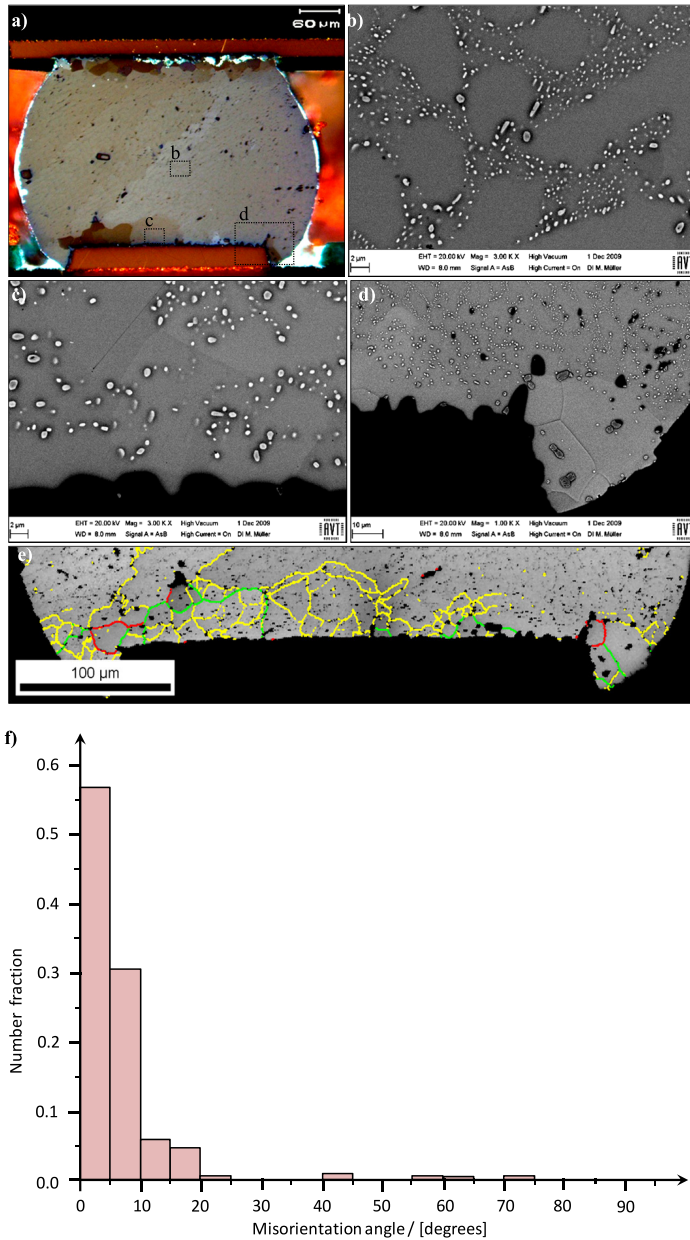 a)
60 µm
b
c
d
b)
2 µm
EHT = 20.00 kV Mag = 3.00 K X High Vacuum 1 Dec 2009
WD = 8.0 mm Signal A = AsB High Current = On DI M. Müller
AVT
c)
2 µm
EHT = 20.00 kV Mag = 3.00 K X High Vacuum 1 Dec 2009
WD = 8.0 mm Signal A = AsB High Current = On DI M. Müller
AVT
d)
10 µm
EHT = 20.00 kV Mag = 1.00 K X High Vacuum 1 Dec 2009
WD = 8.0 mm Signal A = AsB High Current = On DI M. Müller
AVT
e)
100 µm
f)
0.6
0.5
0.4
0.3
0.2
0.1
0.0
Number fraction
0 10 20 30 40 50 60 70 80 90
Misorientation angle / [degrees]